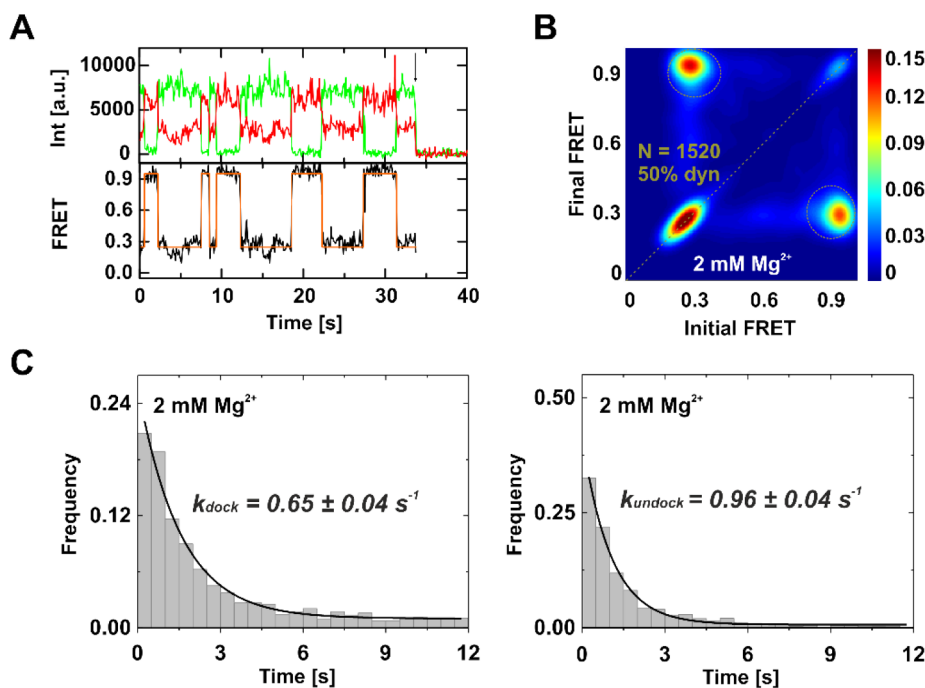 A
Int [a.u.]
10000
5000
0
FRET
0.9
0.6
0.3
0.0
0 10 20 30 40
Time [s]
B
Final FRET
0.9
0.6
0.3
0
N = 1520
50% dyn
2 mM Mg²⁺
0 0.3 0.6 0.9
Initial FRET
0.15
0.12
0.09
0.06
0.03
0
C
Frequency
0.24
0.12
0.00
2 mM Mg²⁺
k_dock = 0.65 ± 0.04 s⁻¹
0 3 6 9 12
Time [s]
Frequency
0.50
0.25
0.00
2 mM Mg²⁺
k_undock = 0.96 ± 0.04 s⁻¹
0 3 6 9 12
Time [s]